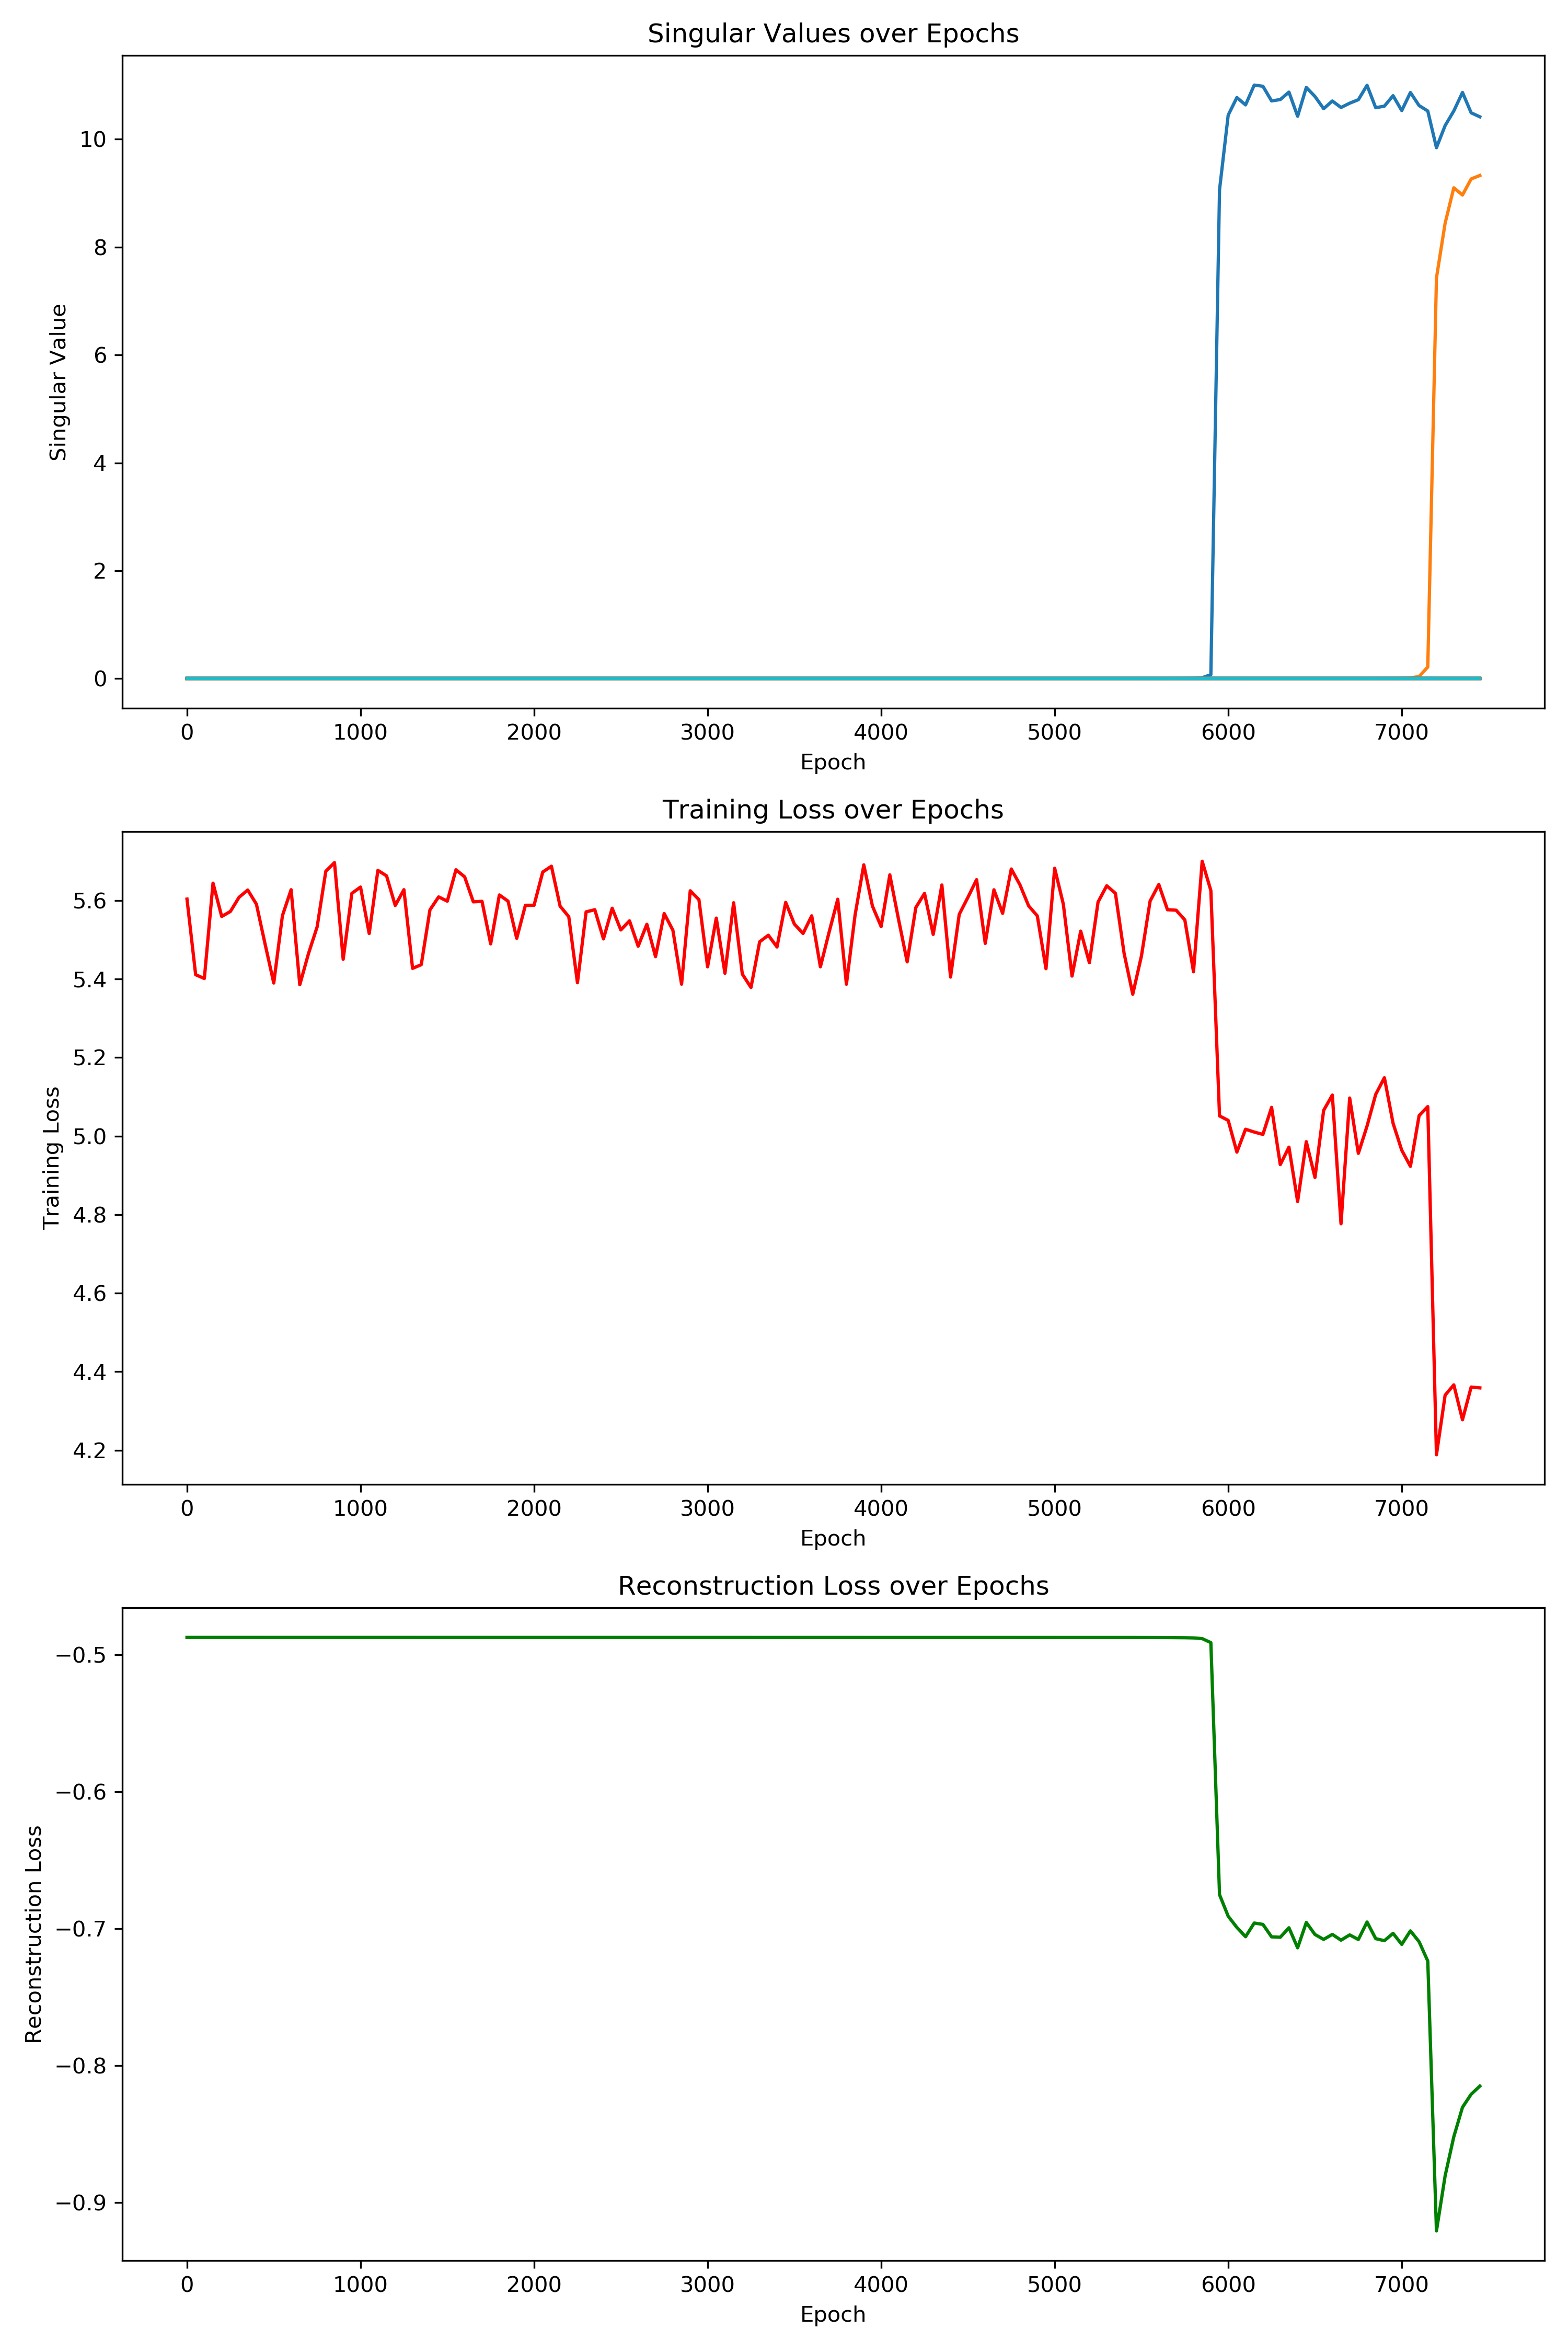 Singular Values over Epochs
10
8
6
4
2
0
Singular Value
0 1000 2000 3000 4000 5000 6000 7000
Epoch
Training Loss over Epochs
5.6
5.4
5.2
5.0
4.8
4.6
4.4
4.2
Training Loss
0 1000 2000 3000 4000 5000 6000 7000
Epoch
Reconstruction Loss over Epochs
−0.5
−0.6
−0.7
−0.8
−0.9
Reconstruction Loss
0 1000 2000 3000 4000 5000 6000 7000
Epoch